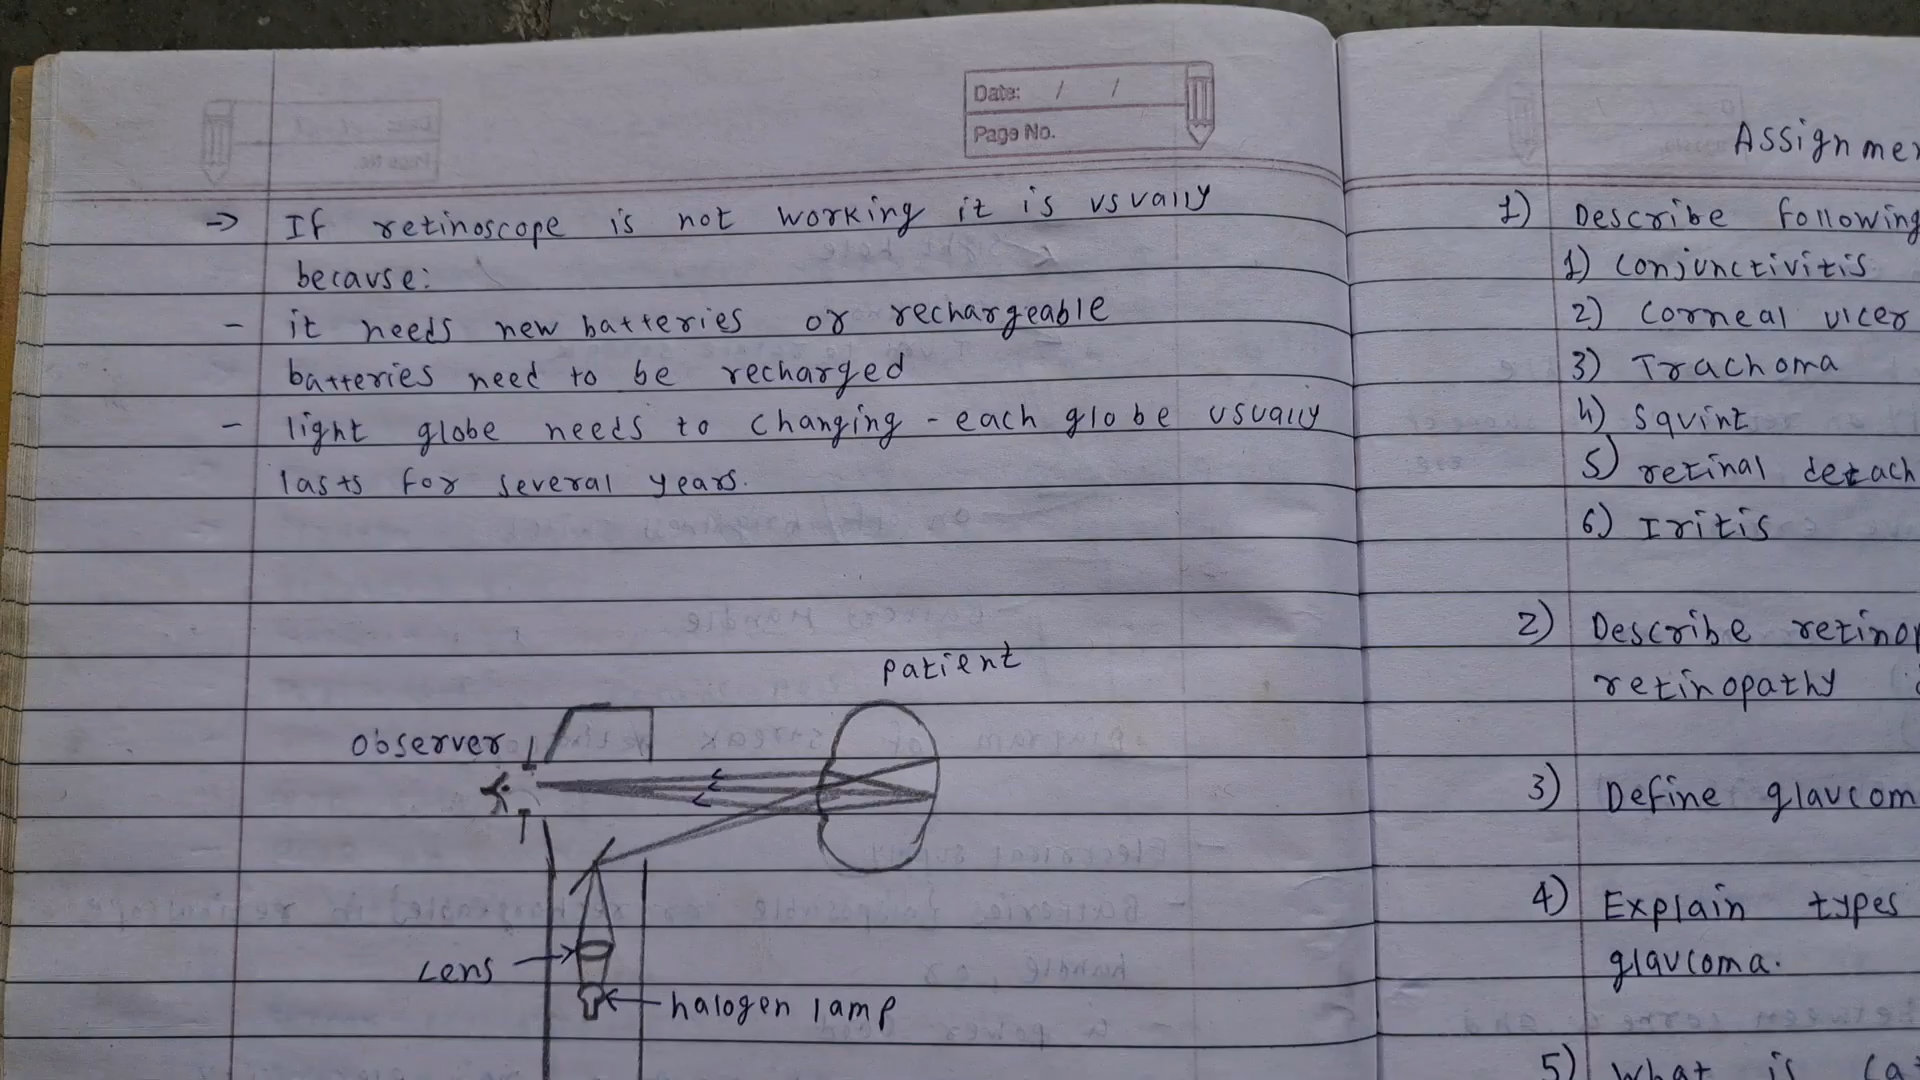 Date: / /
Page No.
→ If retinoscope is not working it is usually
because:
- it needs new batteries or rechargeable
batteries need to be recharged
- light globe needs to changing - each globe usually
lasts for several years.
patient
observer
Lens
halogen lamp
Assignmen
1) Describe following
1) conjunctivitis
2) corneal ulcer
3) Trachoma
4) squint
5) retinal detach
6) Iritis
2) Describe retinop
retinopathy
3) Define glaucom
4) Explain types
glaucoma.
5) What is ca